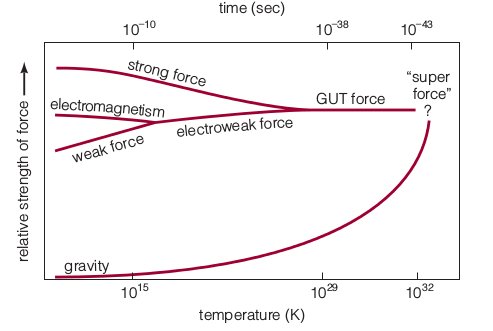 time (sec)
10⁻¹⁰ 10⁻³⁸ 10⁻⁴³
strong force
"super
force"
?
GUT force
electromagnetism
electroweak force
weak force
relative strength of force
gravity
10¹⁵ 10²⁹ 10³²
temperature (K)